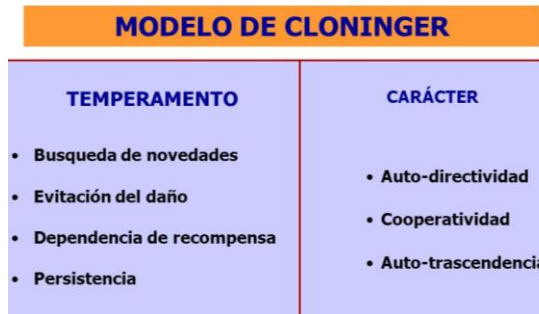 MODELO DE CLONINGER
TEMPERAMENTO
• Busqueda de novedades
• Evitación del daño
• Dependencia de recompensa
• Persistencia
CARÁCTER
• Auto-directividad
• Cooperatividad
• Auto-trascendencia